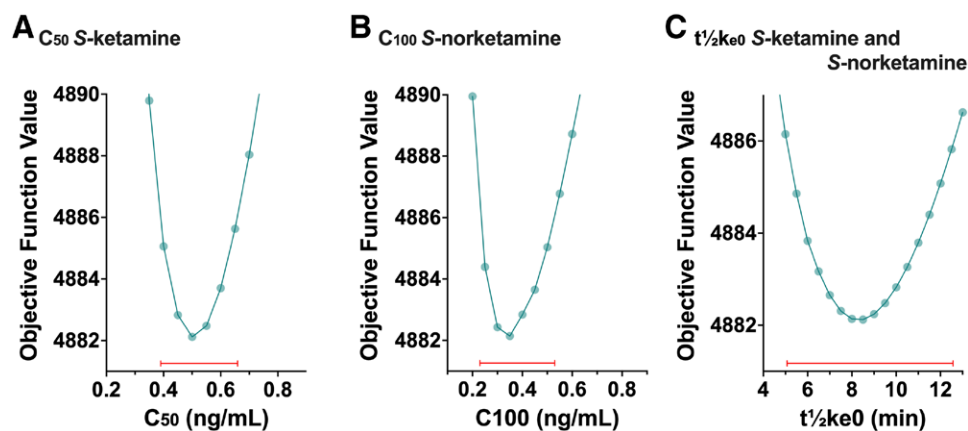 A C50 S-ketamine
Objective Function Value
4890
4888
4886
4884
4882
0.2 0.4 0.6 0.8
C50 (ng/mL)
B C100 S-norketamine
Objective Function Value
4890
4888
4886
4884
4882
0.2 0.4 0.6 0.8
C100 (ng/mL)
C t½ke0 S-ketamine and
S-norketamine
Objective Function Value
4886
4884
4882
4 6 8 10 12
t½ke0 (min)